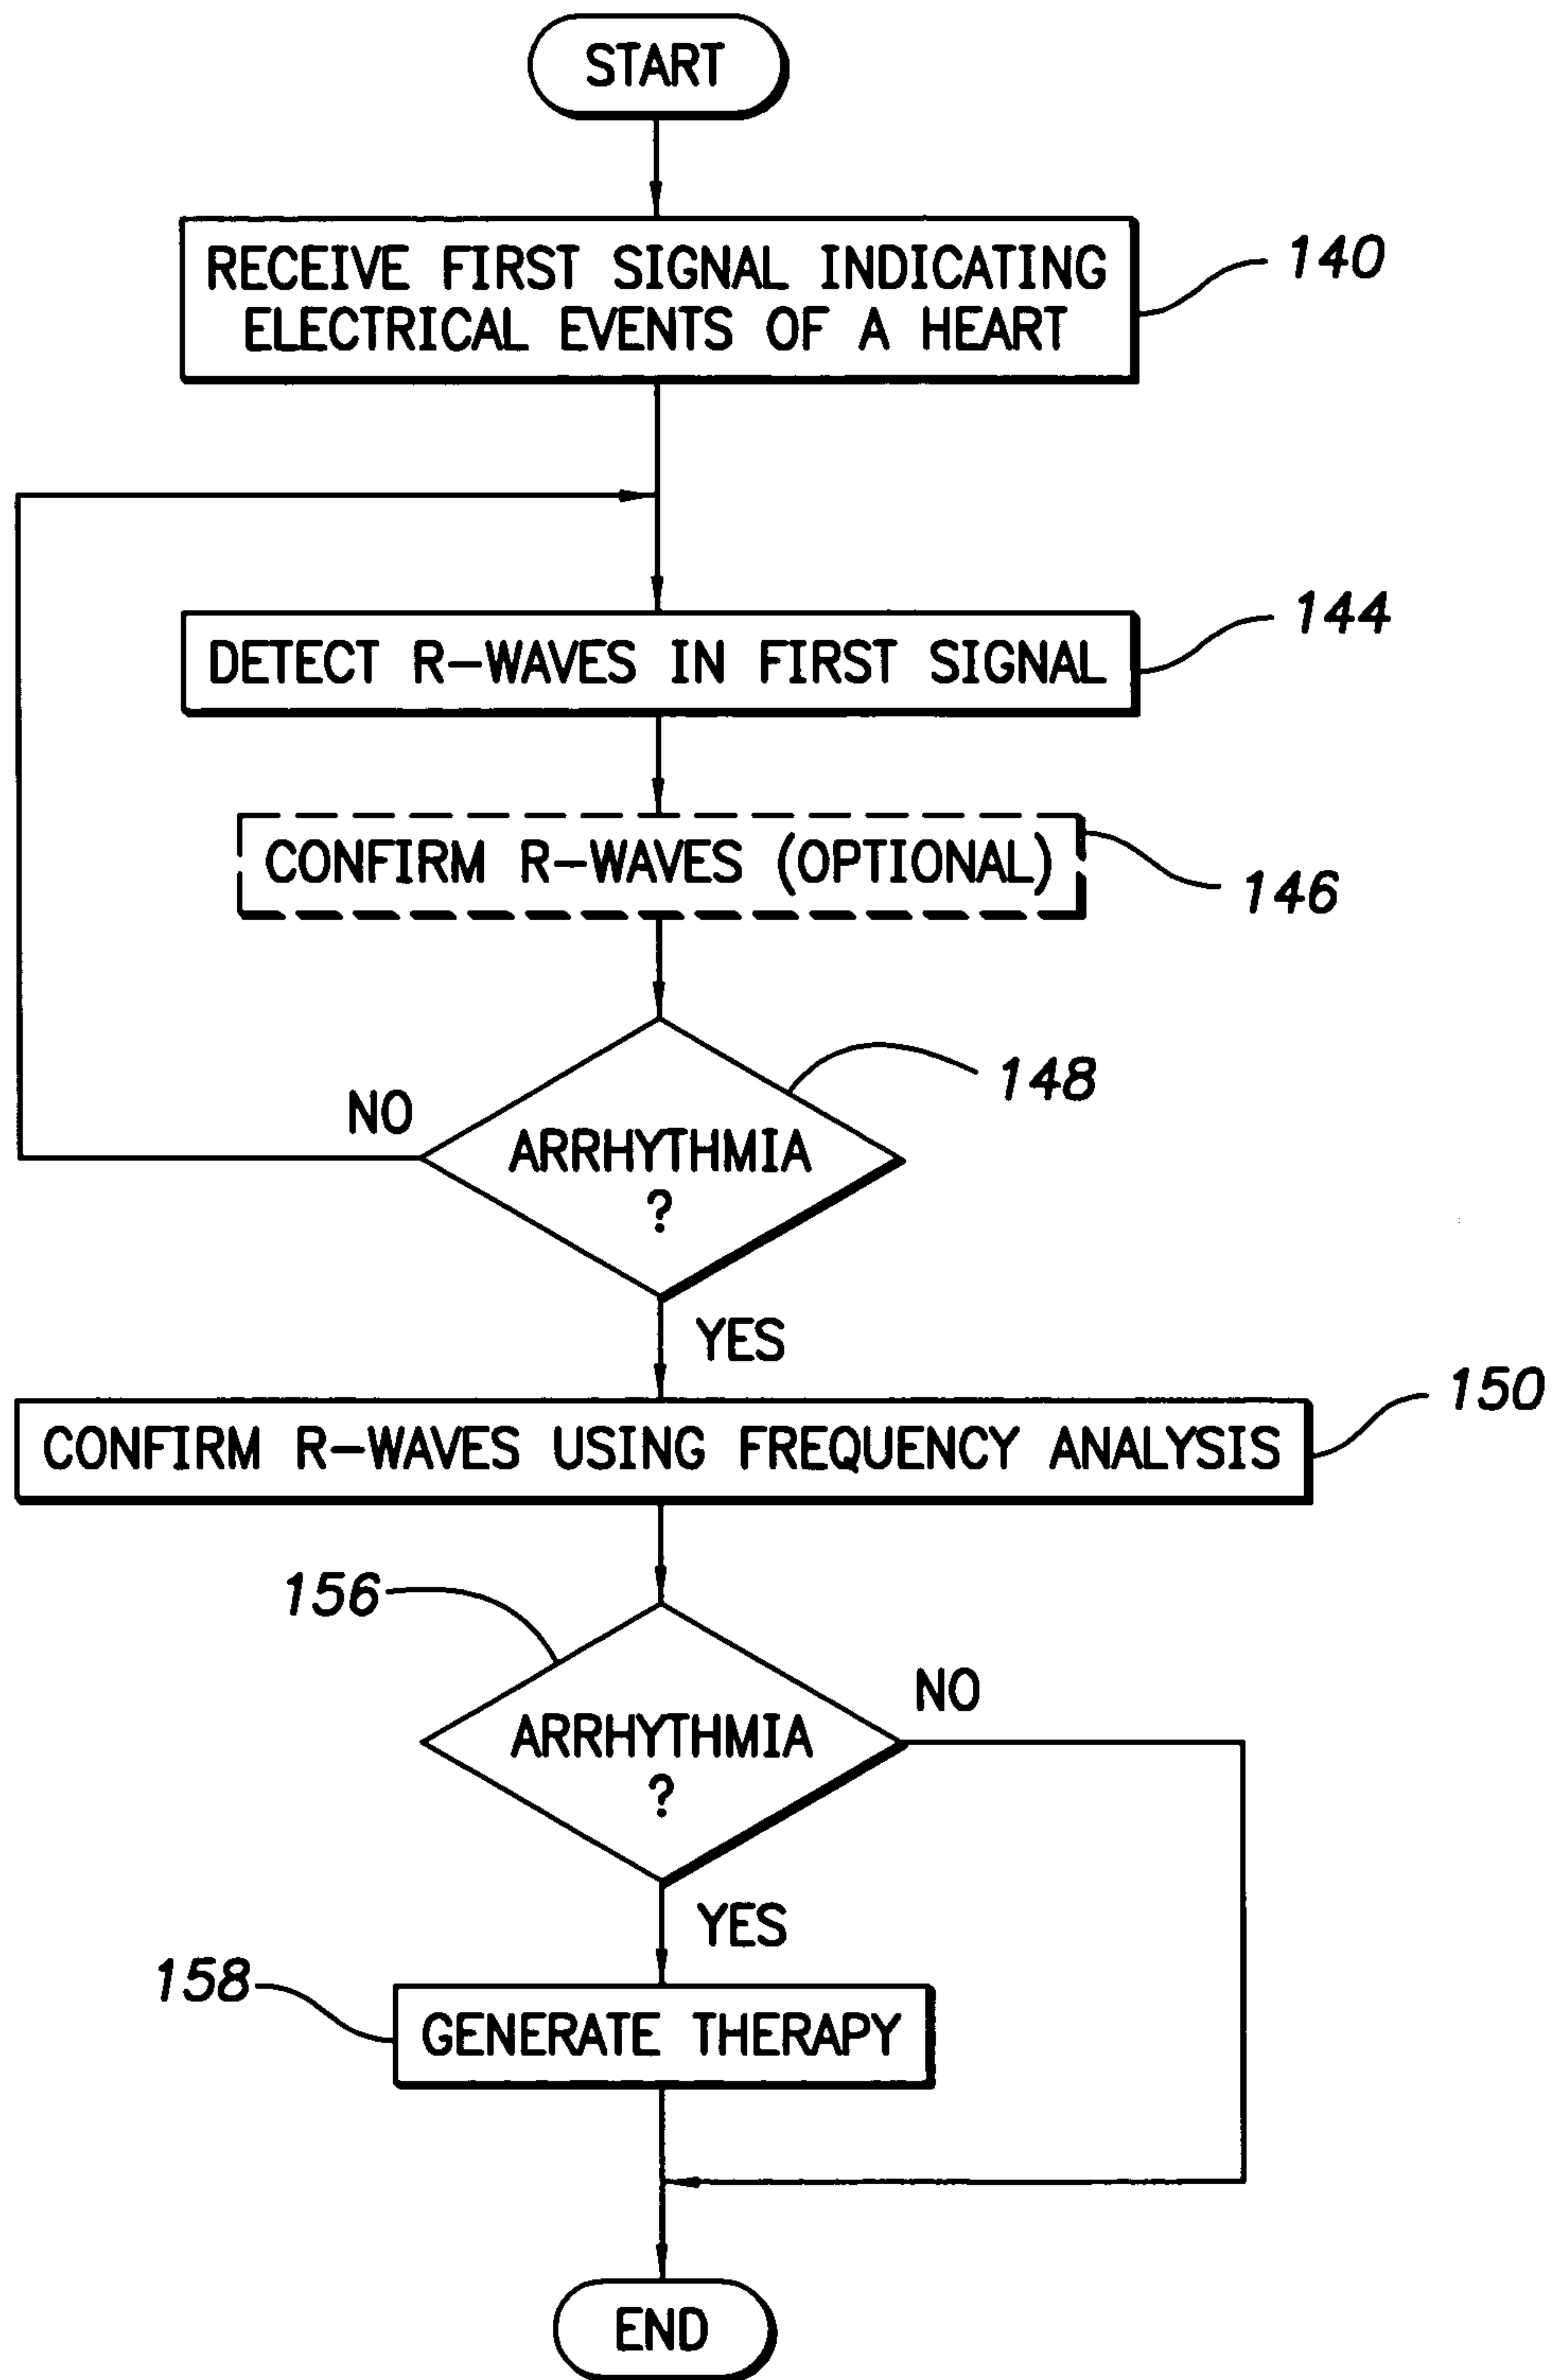 START
RECEIVE FIRST SIGNAL INDICATING
ELECTRICAL EVENTS OF A HEART
140
DETECT R-WAVES IN FIRST SIGNAL
144
CONFIRM R-WAVES (OPTIONAL)
146
148
NO
ARRHYTHMIA
?
YES
150
CONFIRM R-WAVES USING FREQUENCY ANALYSIS
156
NO
ARRHYTHMIA
?
YES
158
GENERATE THERAPY
END